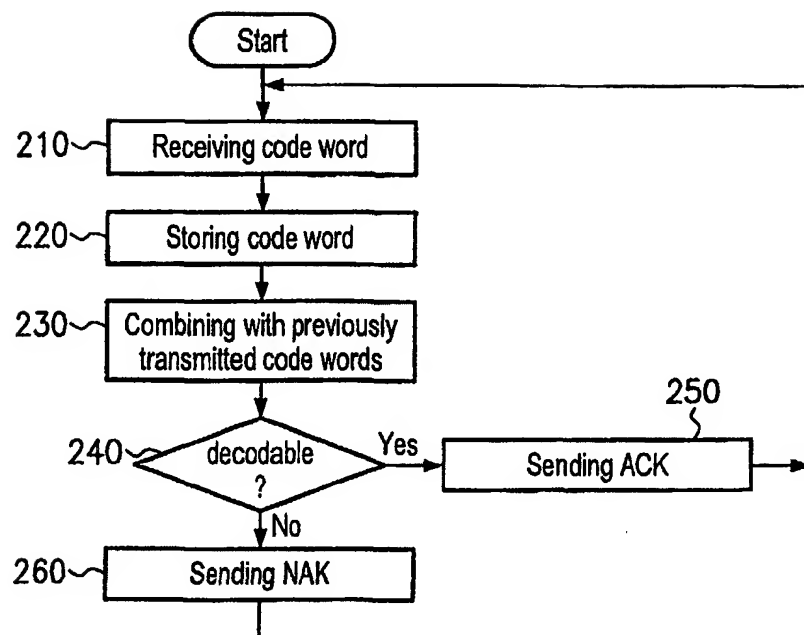 Start
210
Receiving code word
220
Storing code word
230
Combining with previously
transmitted code words
240
decodable
?
Yes
250
Sending ACK
No
260
Sending NAK